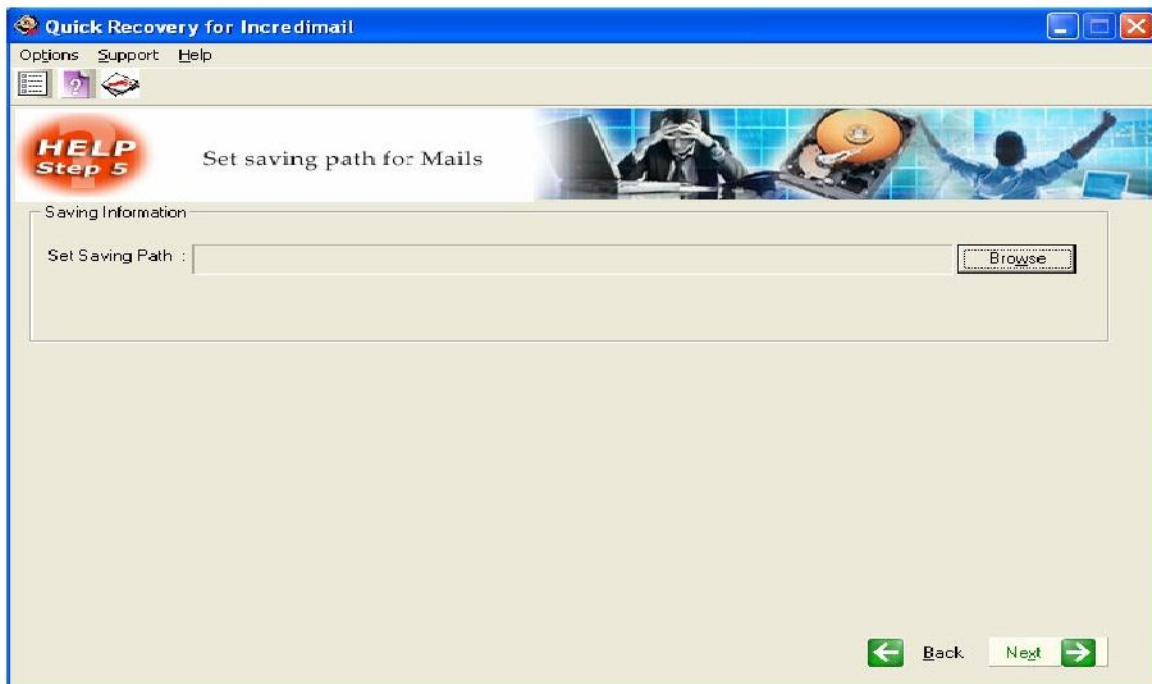 Quick Recovery for Incredimail
Options Support Help
HELP
Step 5
Set saving path for Mails
Saving Information
Set Saving Path :
Browse
Back
Next